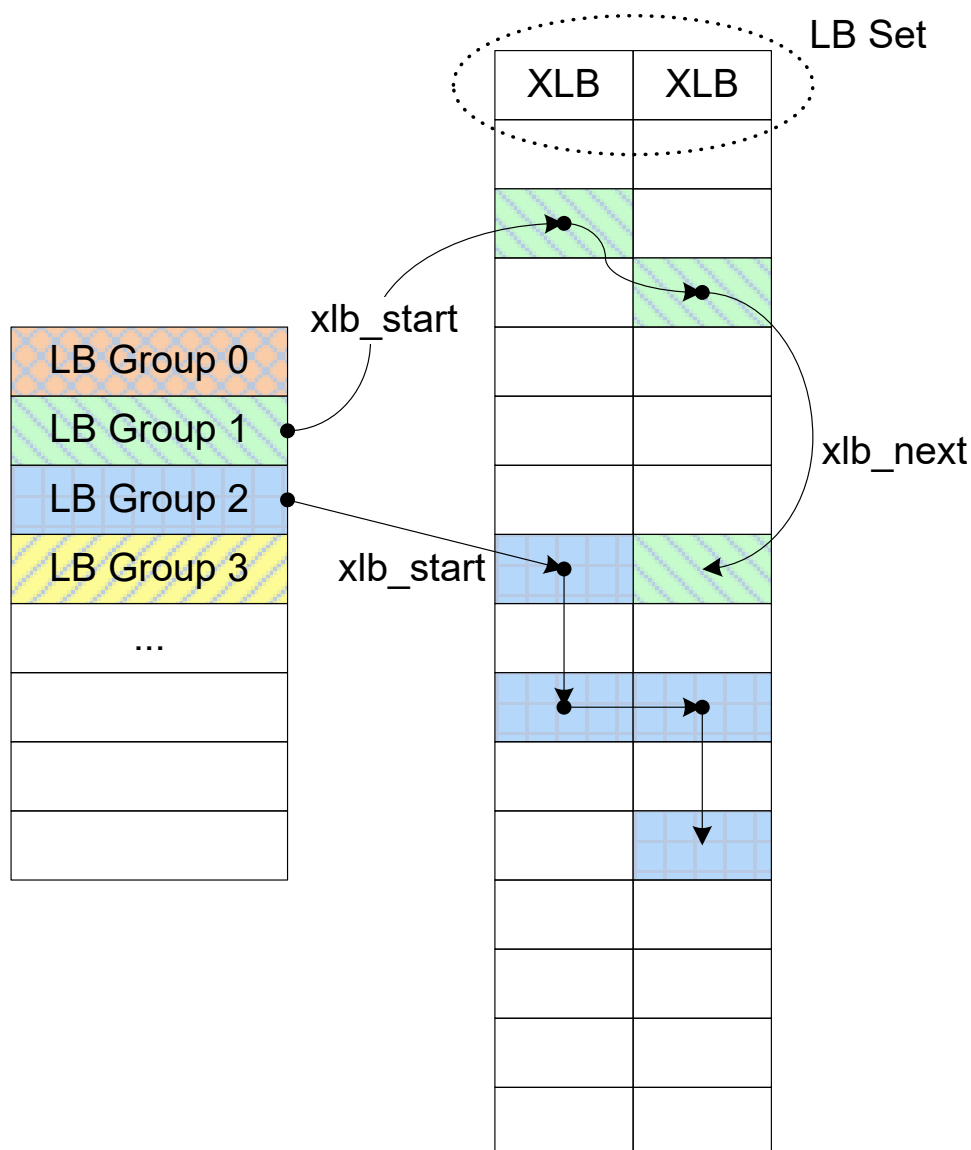 LB Set
XLB XLB
xlb_start
LB Group 0
LB Group 1
xlb_next
LB Group 2
LB Group 3
xlb_start
...